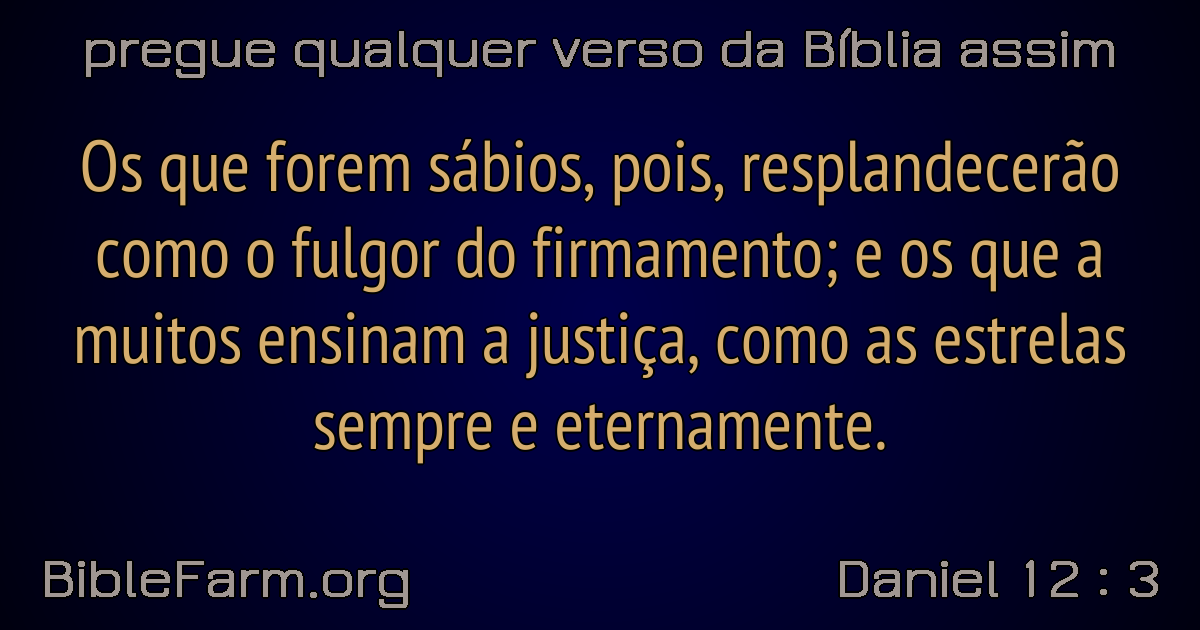 pregue qualquer verso da Bíblia assim
Os que forem sábios, pois, resplandecerão
como o fulgor do firmamento; e os que a
muitos ensinam a justiça, como as estrelas
sempre e eternamente.
BibleFarm.org
Daniel 12 : 3